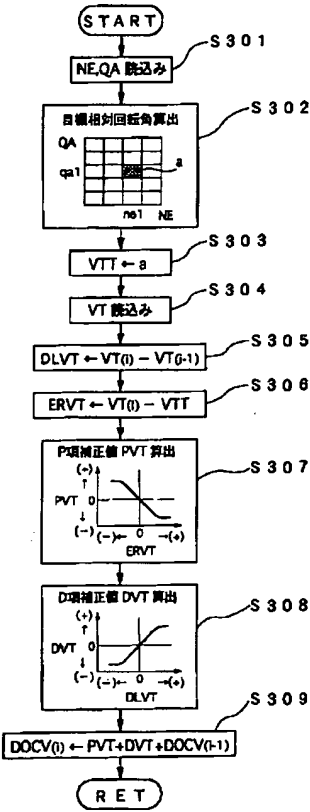 START
S301
NE,QA 読込み
S302
目標相対回転角算出
QA
qa1
a
ne1 NE
S303
VTT ← a
S304
VT 読込み
S305
DLVT ← VT(i) − VT(i-1)
S306
ERVT ← VT(i) − VTT
S307
P項補正値 PVT 算出
(+)
↑
PVT 0
↓
(−)
(−)← 0 →(+)
ERVT
S308
D項補正値 DVT 算出
(+)
↑
DVT 0
↓
(−)
(−)← 0 →(+)
DLVT
S309
DOCV(i) ← PVT+DVT+DOCV(i-1)
RET